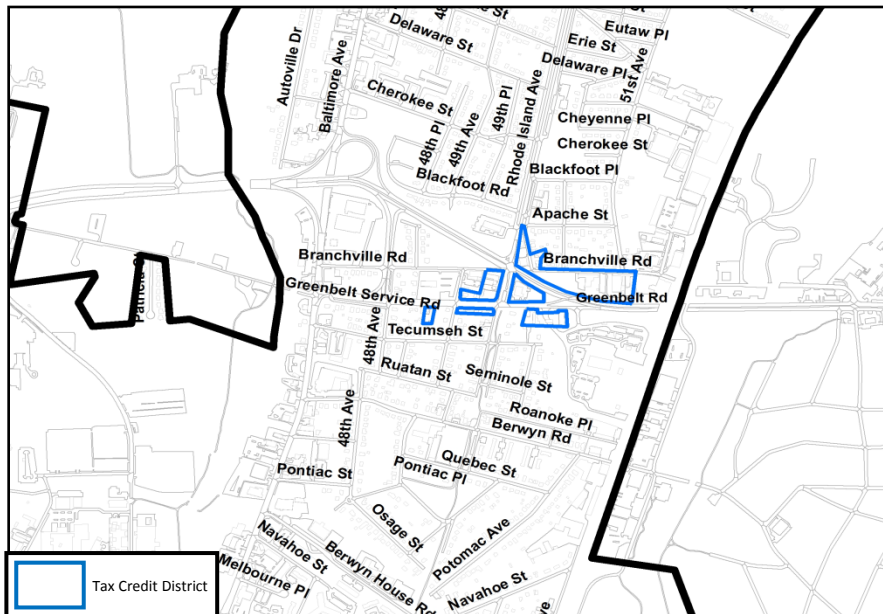 Eutaw Pl
Delaware St
Erie St
Delaware Pl
51st Ave
Autoville Dr
Baltimore Ave
Cherokee St
49th Pl
Rhode Island Ave
Cheyenne Pl
48th Pl
49th Ave
Cherokee St
Blackfoot Rd
Blackfoot Pl
Apache St
Branchville Rd
Branchville Rd
Greenbelt Service Rd
Greenbelt Rd
48th Ave
Tecumseh St
Ruatan St
Seminole St
48th Ave
Roanoke Pl
Berwyn Rd
Quebec St
Pontiac St
Pontiac Pl
Osage St
Potomac Ave
Navahoe St
Berwyn House Rd
Melbourne Pl
Navahoe St
Tax Credit District